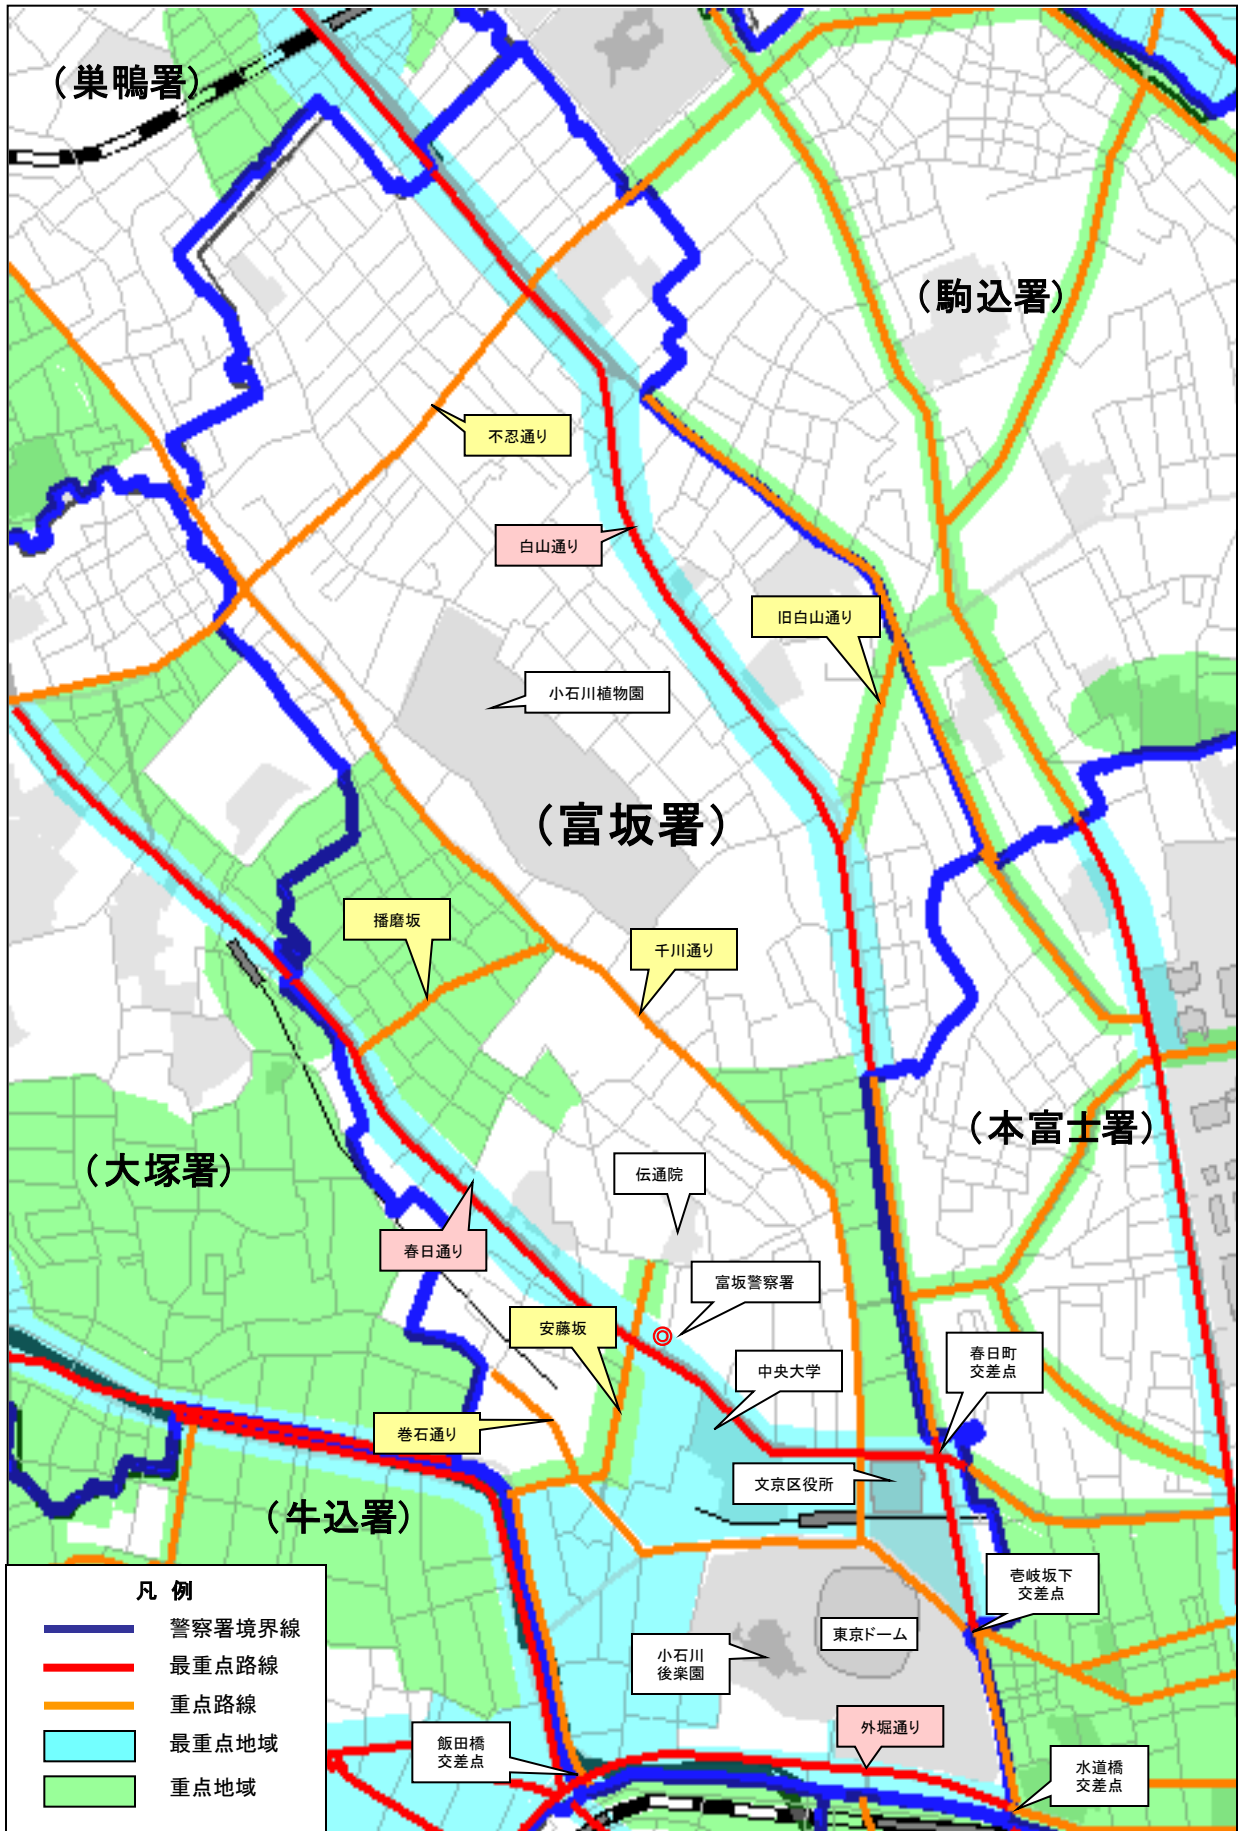 （巣鴨署）
（駒込署）
不忍通り
白山通り
旧白山通り
小石川植物園
（富坂署）
播磨坂
千川通り
（本富士署）
（大塚署）
伝通院
春日通り
富坂警察署
安藤坂
春日町
交差点
中央大学
巻石通り
文京区役所
（牛込署）
壱岐坂下
交差点
東京ドーム
小石川
後楽園
外堀通り
飯田橋
交差点
水道橋
交差点
凡 例
警察署境界線
最重点路線
重点路線
最重点地域
重点地域